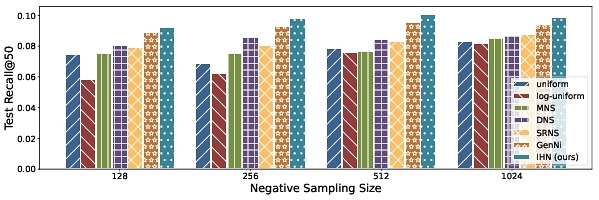 Test Recall@50
0.10
0.08
0.06
0.04
0.02
0.00
128
256
512
1024
Negative Sampling Size
uniform
log-uniform
MNS
DNS
SRNS
GenNi
IHN (ours)